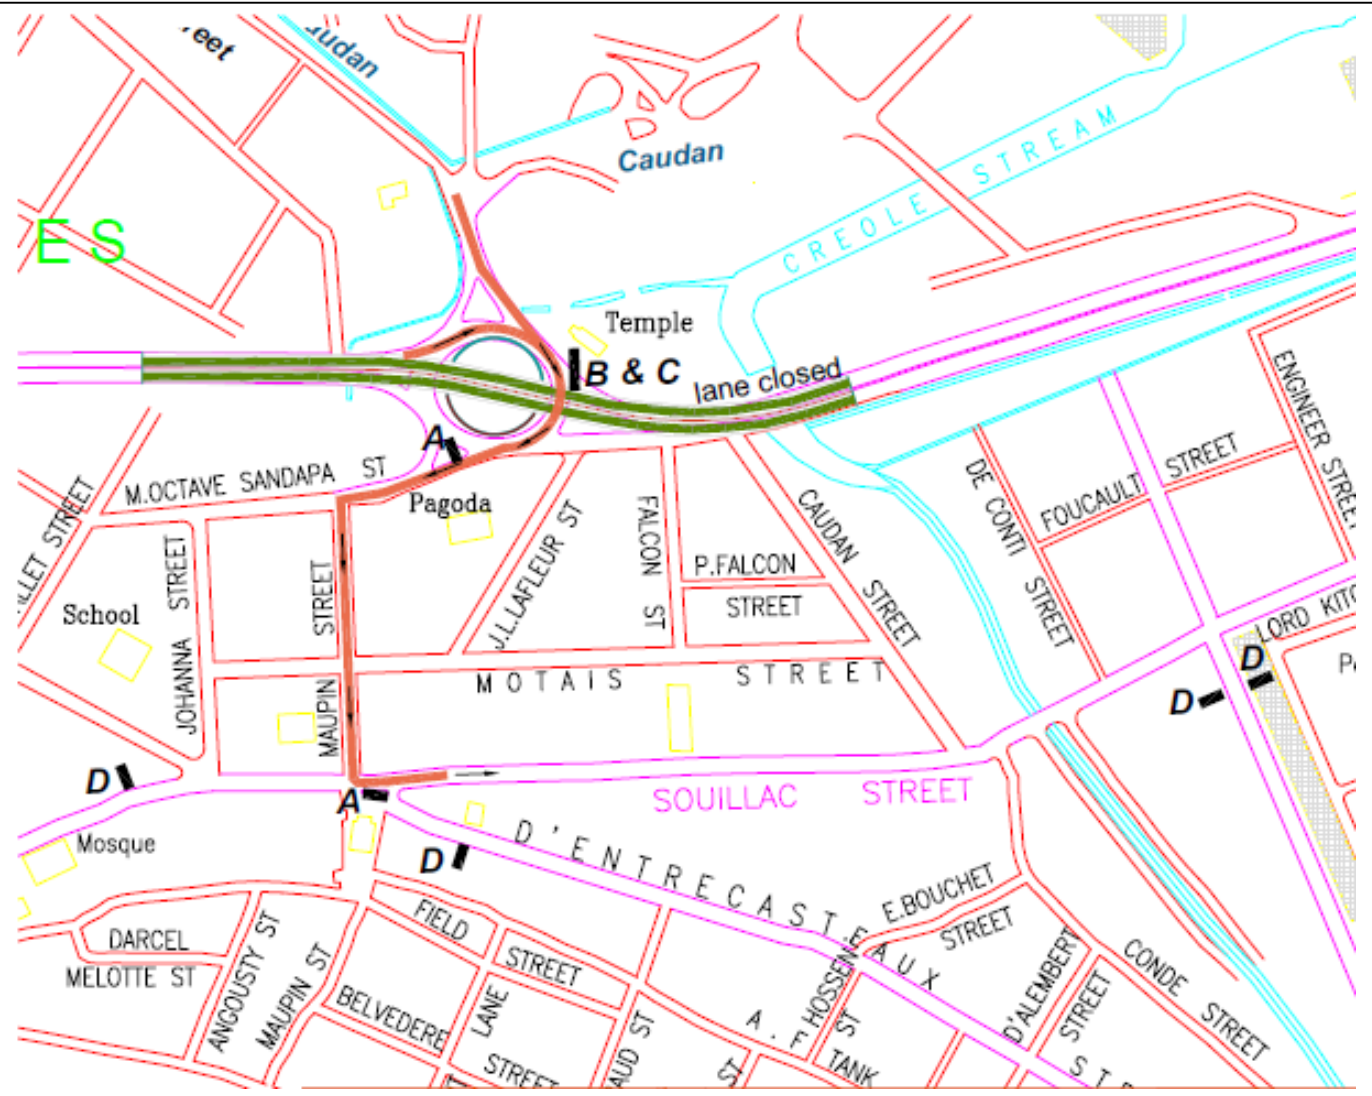 Caudan
CREOLE STREAM
E S
Temple
B & C
lane closed
A
M.OCTAVE SANDAPA ST
Pagoda
ENGINEER STREET
FOUCAULT STREET
DE CONTI STREET
CAUDAN STREET
FALCON ST
P.FALCON
STREET
J.L.LAFLEUR ST
JOHANNA STREET
School
MAUPIN STREET
MOTAIS STREET
D
D
D
A
SOUILLAC STREET
Mosque
D
D'ENTRECASTEAUX
E.BOUCHET
STREET
FIELD
STREET
DARCEL
MELOTTE ST
ANGOUSTY ST
MAUPIN ST
BELVEDERE
STREET
LANE
A.F HOSSEN ST
TANK
D'ALEMBERT
STREET
CONDE STREET
ST